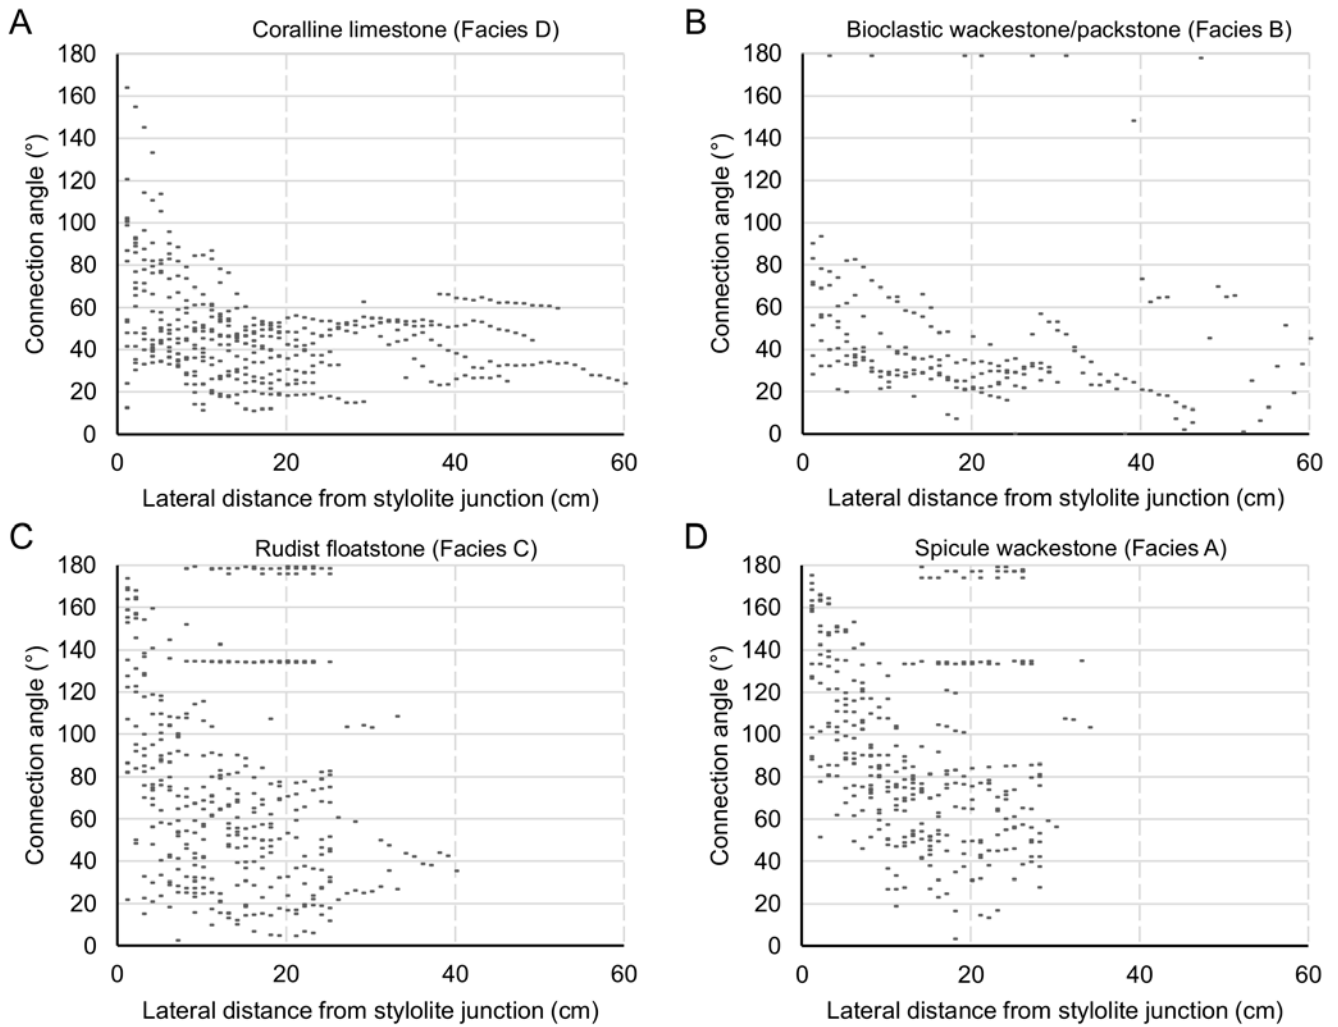 A
Coralline limestone (Facies D)
Connection angle (°)
180
160
140
120
100
80
60
40
20
0
0 20 40 60
Lateral distance from stylolite junction (cm)
B
Bioclastic wackestone/packstone (Facies B)
Connection angle (°)
180
160
140
120
100
80
60
40
20
0
0 20 40 60
Lateral distance from stylolite junction (cm)
C
Rudist floatstone (Facies C)
Connection angle (°)
180
160
140
120
100
80
60
40
20
0
0 20 40 60
Lateral distance from stylolite junction (cm)
D
Spicule wackestone (Facies A)
Connection angle (°)
180
160
140
120
100
80
60
40
20
0
0 20 40 60
Lateral distance from stylolite junction (cm)